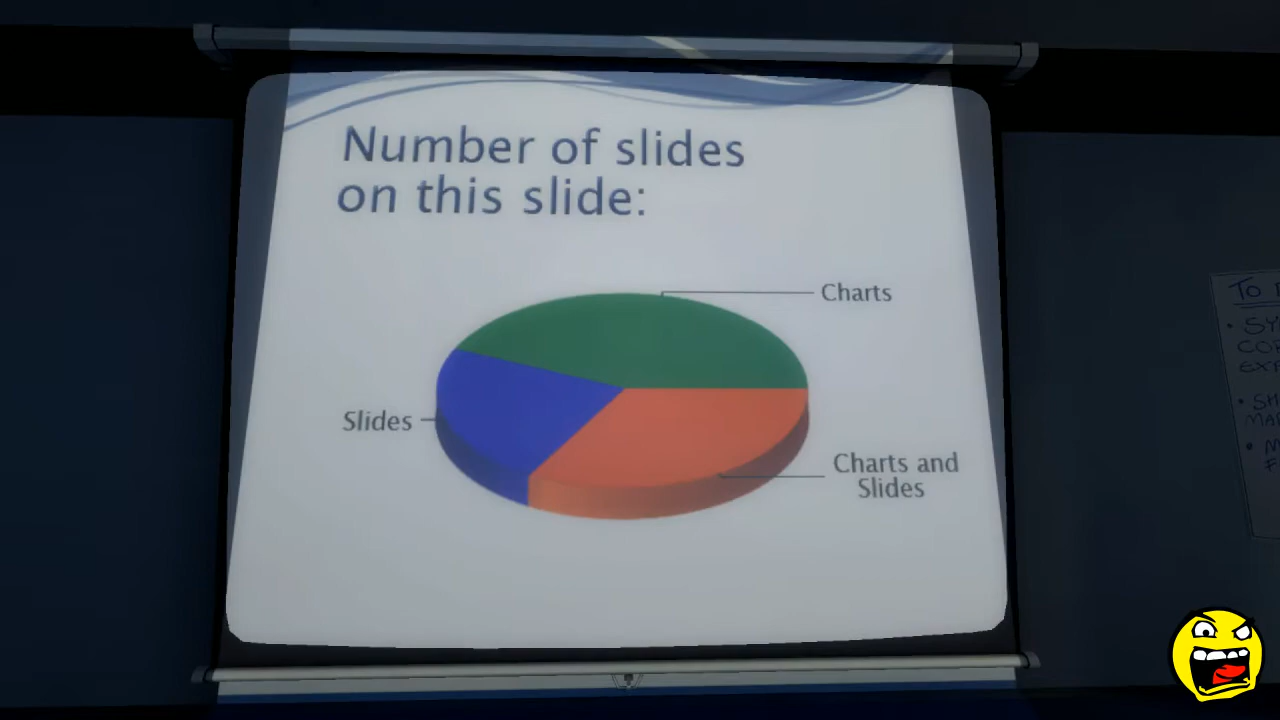 Number of slides
on this slide:
Charts
Slides
Charts and
Slides
To